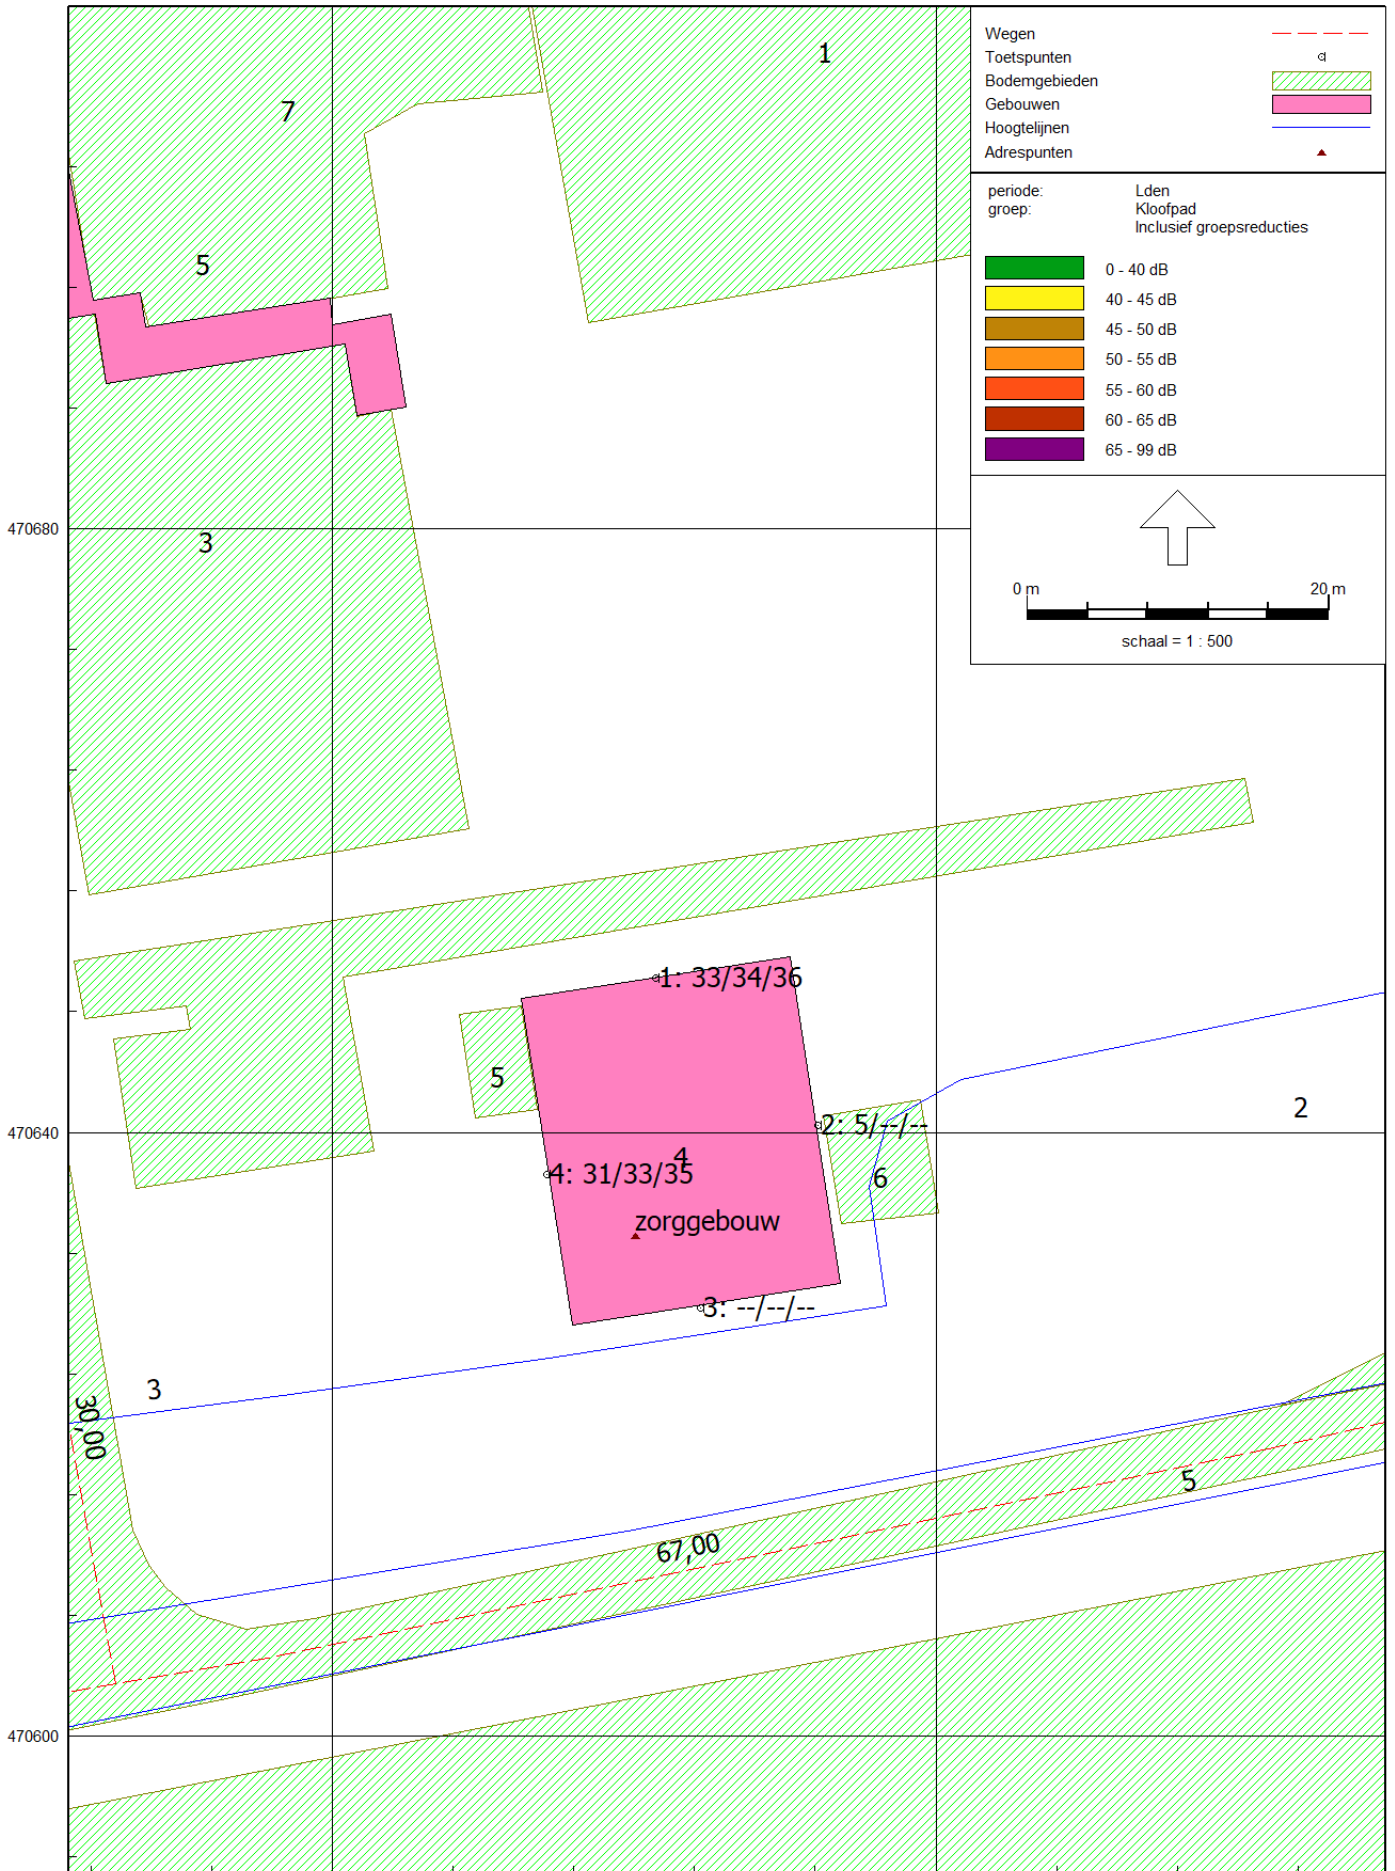 Wegen
Toetspunten
Bodemgebieden
Gebouwen
Hoogtelijnen
Adrespunten
periode: Lden
groep: Kloofpad
Inclusief groepsreducties
0 - 40 dB
40 - 45 dB
45 - 50 dB
50 - 55 dB
55 - 60 dB
60 - 65 dB
65 - 99 dB
0 m 20 m
schaal = 1 : 500
1
7
5
470680
3
1: 33/34/36
5
2
470640
2: 5/--/--
4
4: 31/33/35
6
zorggebouw
3: --/--/--
3
30,00
5
67,00
470600